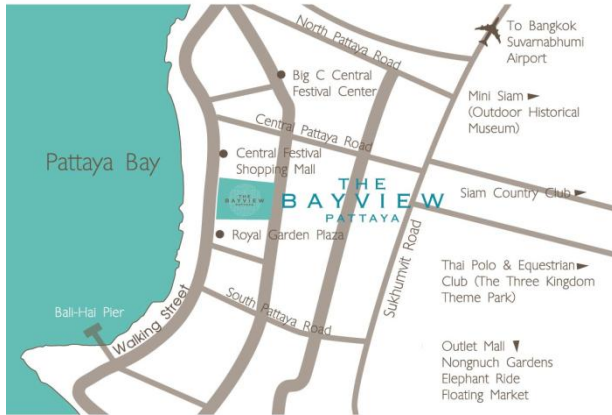 North Pattaya Road
To Bangkok
Suvarnabhumi
Airport
Big C Central
Festival Center
Mini Siam
(Outdoor Historical
Museum)
Central Pattaya Road
Pattaya Bay
Central Festival
Shopping Mall
THE
BAYVIEW
THE
BAYVIEW
PATTAYA
Siam Country Club
Royal Garden Plaza
Sukhumvit Road
Thai Polo & Equestrian
Club (The Three Kingdom
Theme Park)
South Pattaya Road
Bali-Hai Pier
Walking Street
Outlet Mall
Nongnuch Gardens
Elephant Ride
Floating Market